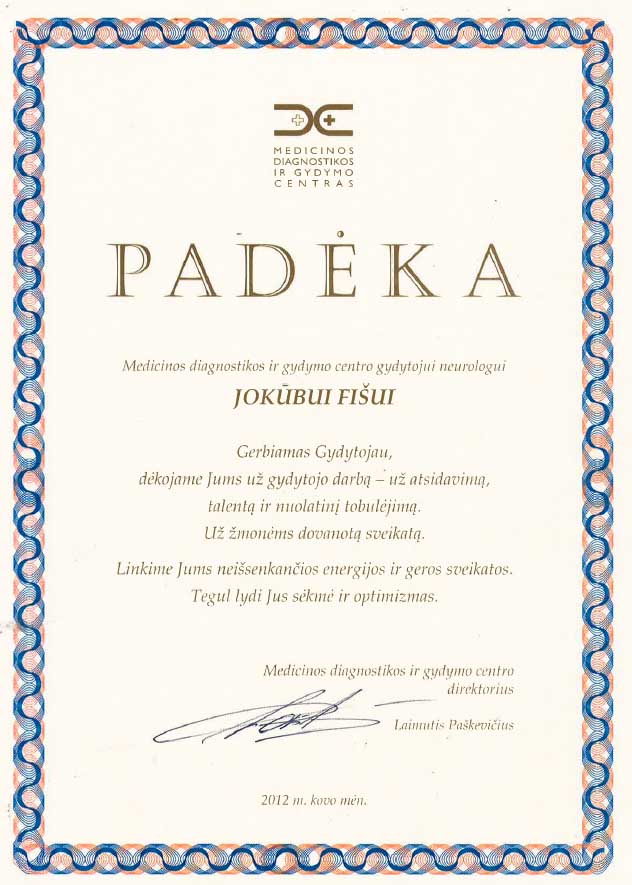 MEDICINOS
DIAGNOSTIKOS
IR GYDYMO
CENTRAS
PADĖKA
Medicinos diagnostikos ir gydymo centro gydytojui neurologui
JOKŪBUI FIŠUI
Gerbiamas Gydytojau,
dėkojame Jums už gydytojo darbą – už atsidavimą,
talentą ir nuolatinį tobulėjimą.
Už žmonėms dovanotą sveikatą.
Linkime Jums neišsenkančios energijos ir geros sveikatos.
Tegul lydi Jus sėkmė ir optimizmas.
Medicinos diagnostikos ir gydymo centro
direktorius
Laimutis Paškevičius
2012 m. kovo mėn.